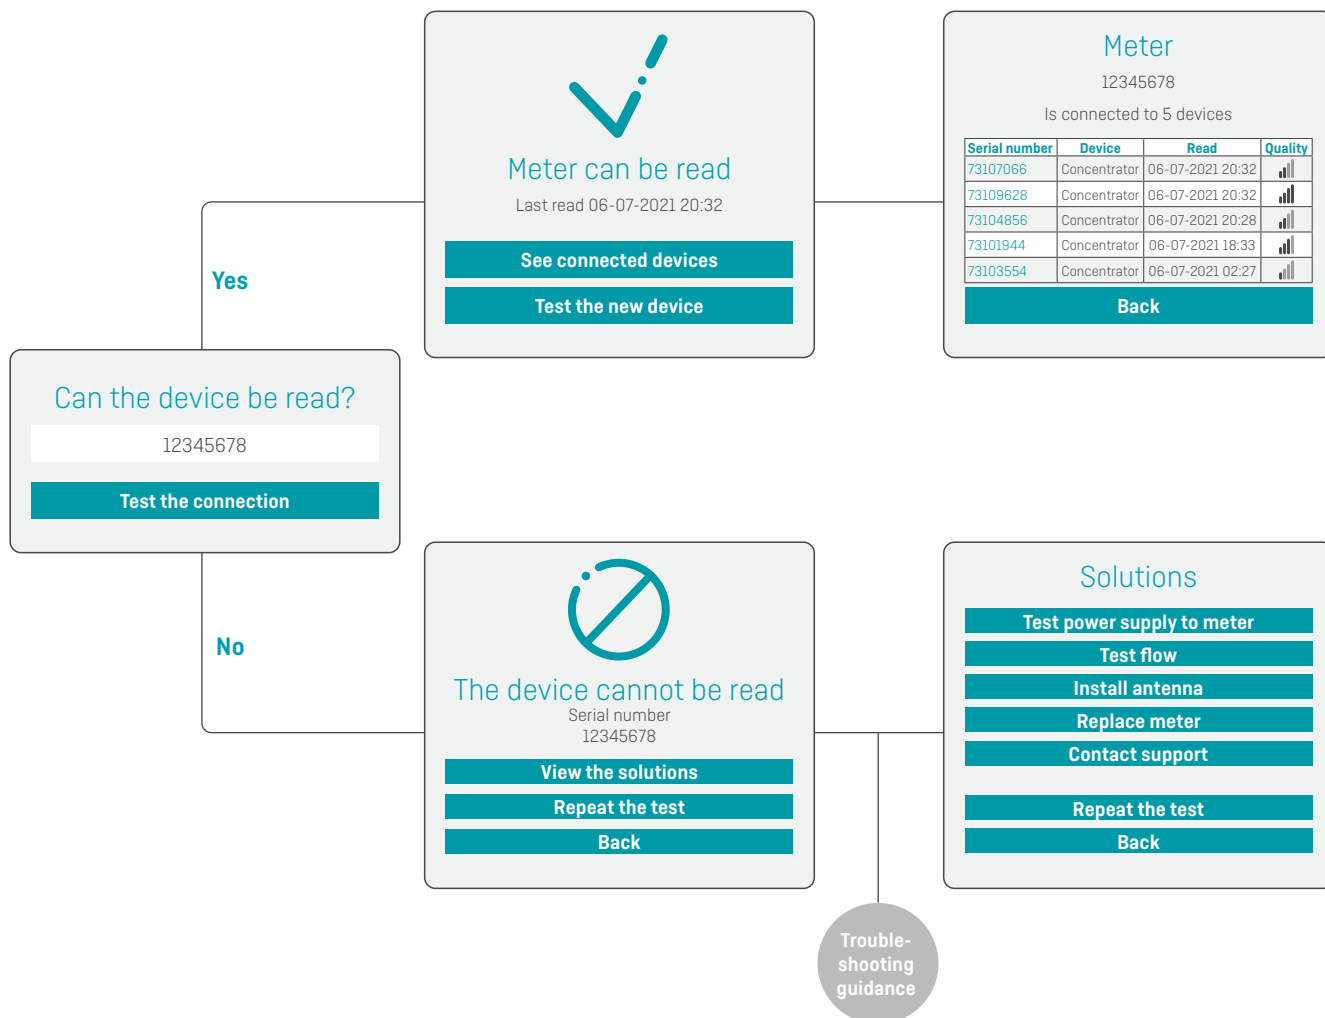 Can the device be read?
12345678
Test the connection
Yes
Meter can be read
Last read 06-07-2021 20:32
See connected devices
Test the new device
Meter
12345678
Is connected to 5 devices
Serial number Device Read Quality
73107066 Concentrator 06-07-2021 20:32
73109628 Concentrator 06-07-2021 20:32
73104856 Concentrator 06-07-2021 20:28
73101944 Concentrator 06-07-2021 18:33
73103554 Concentrator 06-07-2021 02:27
Back
No
The device cannot be read
Serial number
12345678
View the solutions
Repeat the test
Back
Trouble-
shooting
guidance
Solutions
Test power supply to meter
Test flow
Install antenna
Replace meter
Contact support
Repeat the test
Back